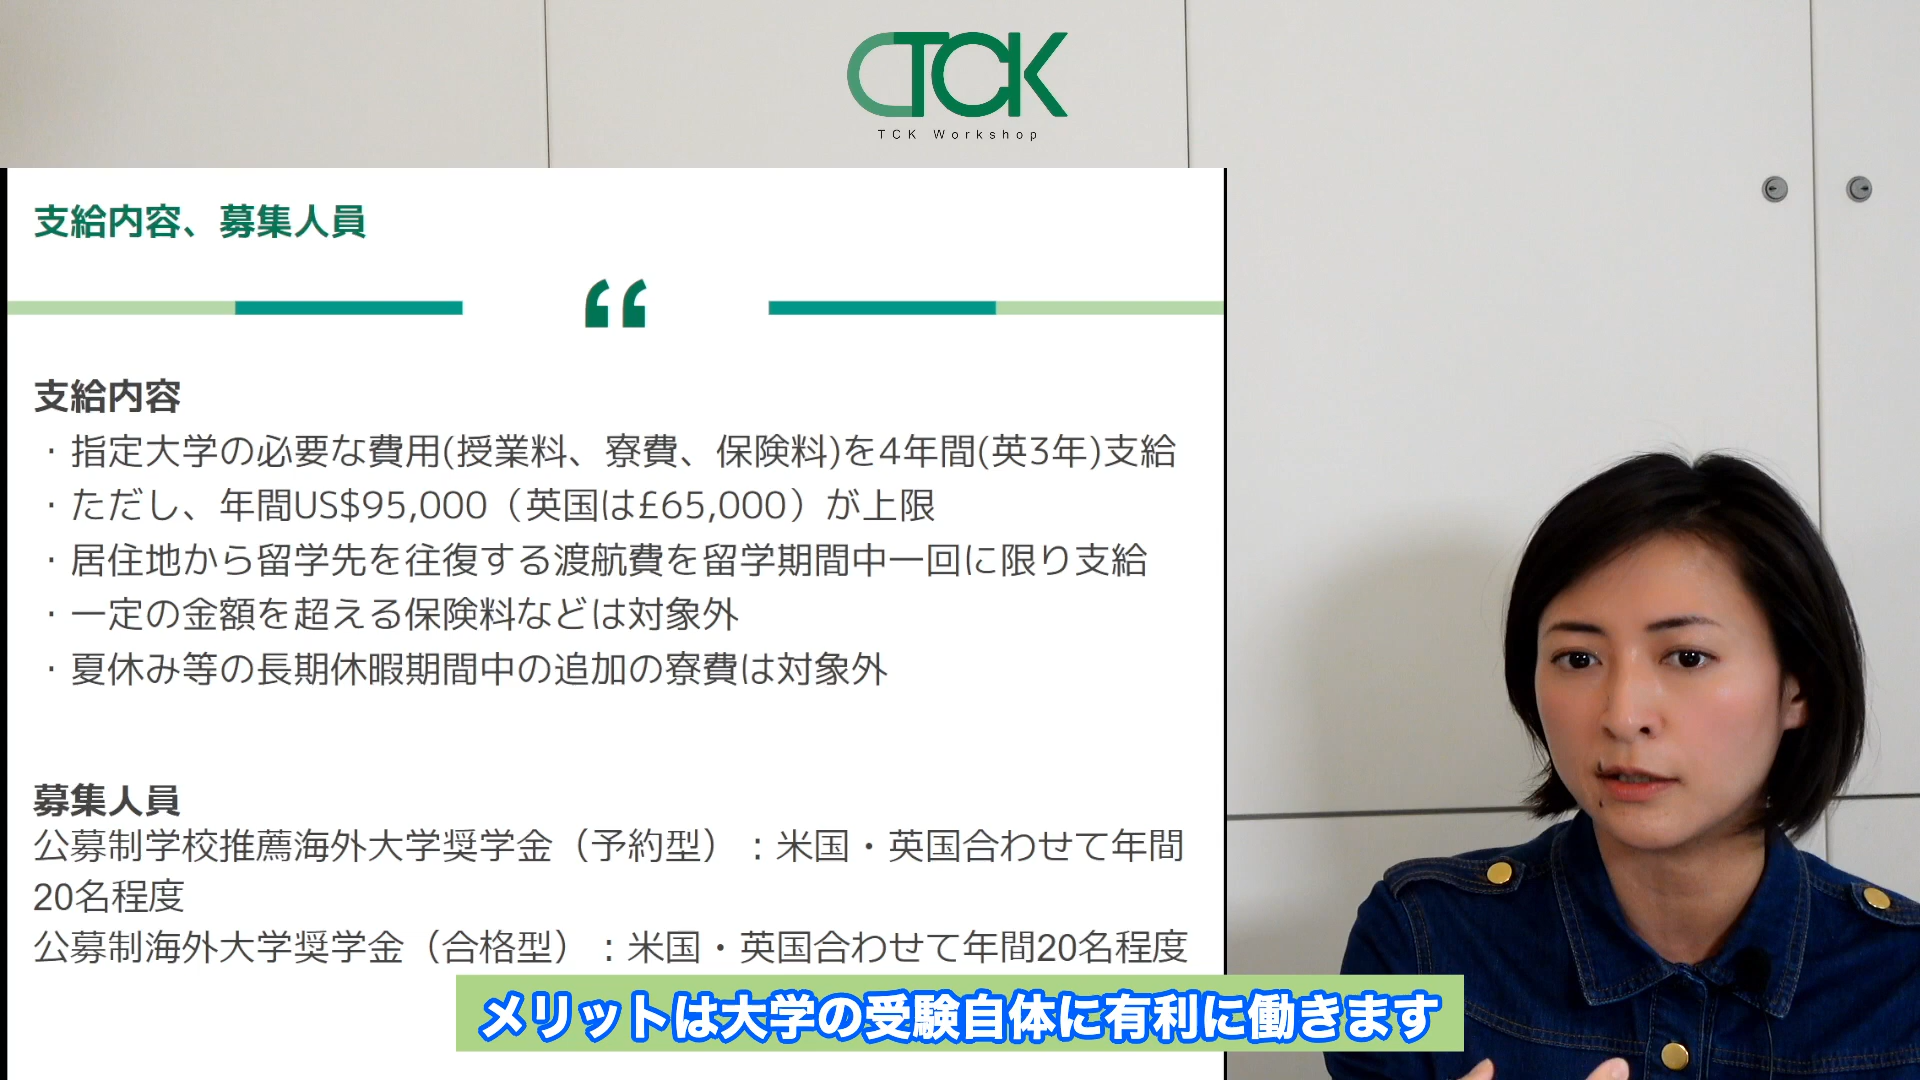 TCK
TCK Workshop
支給内容、募集人員
“
支給内容
・指定大学の必要な費用(授業料、寮費、保険料)を4年間(英3年)支給
・ただし、年間US$95,000（英国は£65,000）が上限
・居住地から留学先を往復する渡航費を留学期間中一回に限り支給
・一定の金額を超える保険料などは対象外
・夏休み等の長期休暇期間中の追加の寮費は対象外
募集人員
公募制学校推薦海外大学奨学金（予約型）：米国・英国合わせて年間
20名程度
公募制海外大学奨学金（合格型）：米国・英国合わせて年間20名程度
メリットは大学の受験自体に有利に働きます